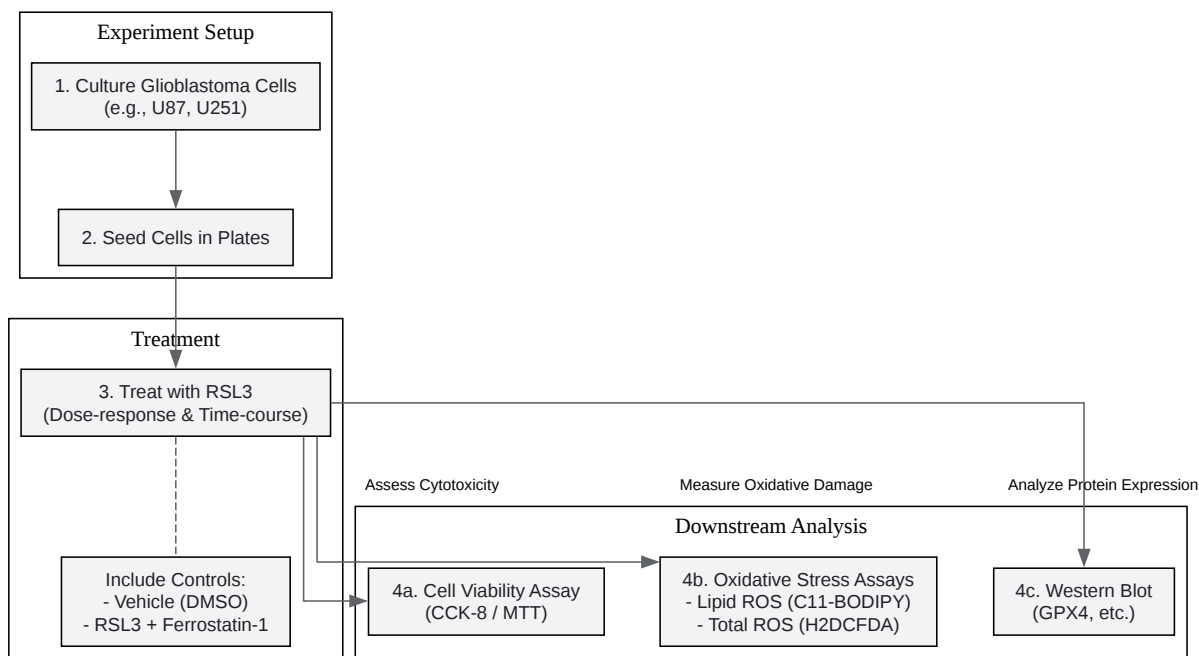 Experiment Setup
1. Culture Glioblastoma Cells
(e.g., U87, U251)
2. Seed Cells in Plates
Treatment
3. Treat with RSL3
(Dose-response & Time-course)
Include Controls:
- Vehicle (DMSO)
- RSL3 + Ferrostatin-1
Assess Cytotoxicity
Measure Oxidative Damage
Analyze Protein Expression
Downstream Analysis
4a. Cell Viability Assay
(CCK-8 / MTT)
4b. Oxidative Stress Assays
- Lipid ROS (C11-BODIPY)
- Total ROS (H2DCFDA)
4c. Western Blot
(GPX4, etc.)